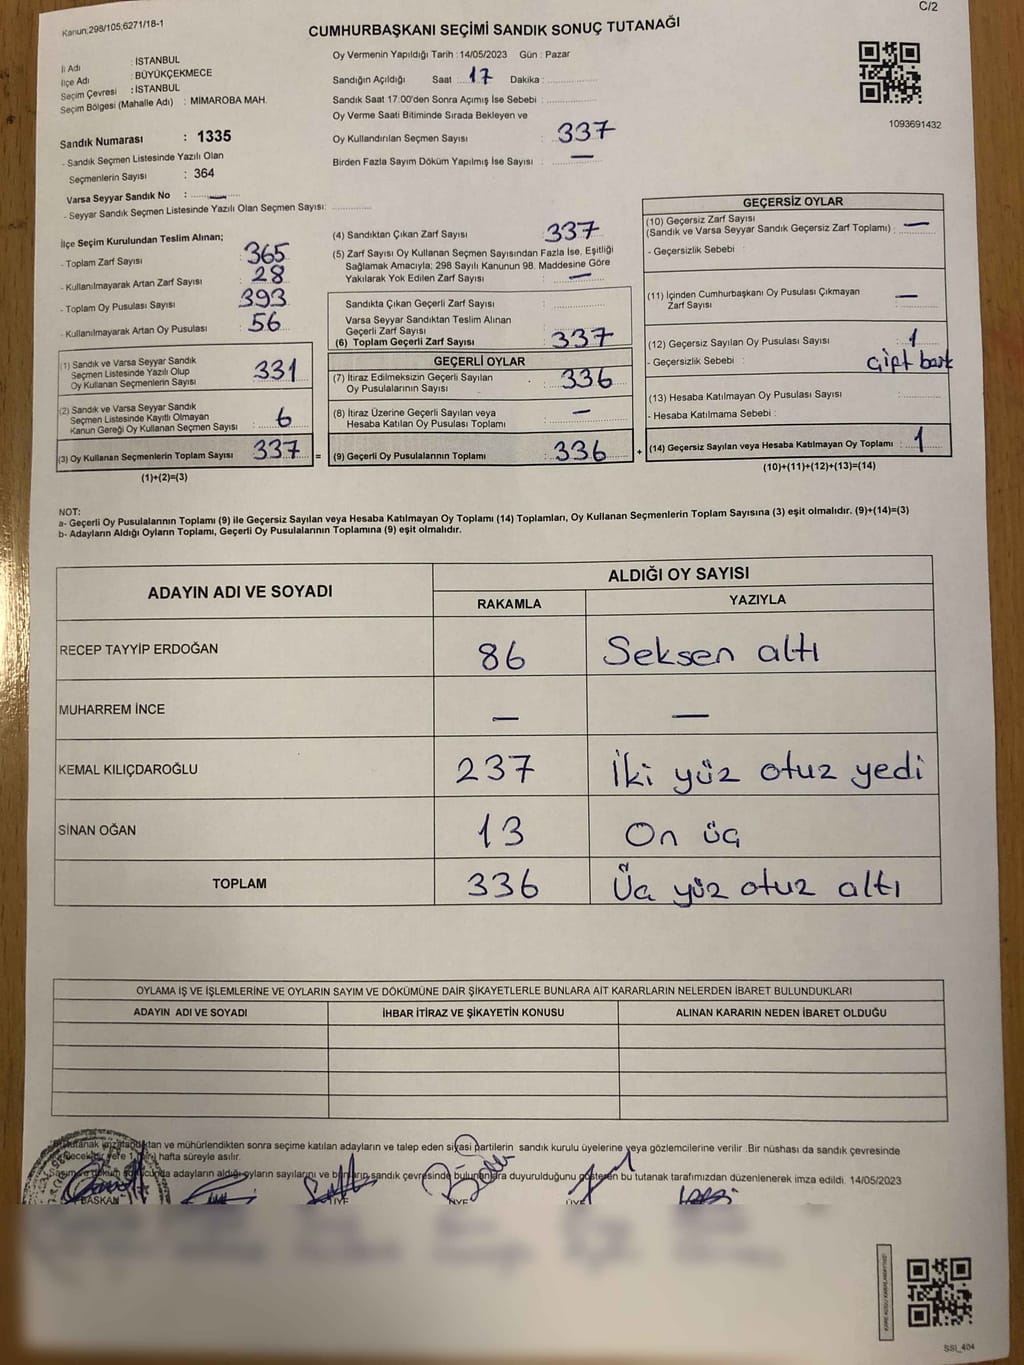 Kanun;298/105;6271/18-1
C/2
CUMHURBAŞKANI SEÇİMİ SANDIK SONUÇ TUTANAĞI
İl Adı : İSTANBUL
İlçe Adı : BÜYÜKÇEKMECE
Seçim Çevresi : İSTANBUL
Seçim Bölgesi (Mahalle Adı) : MİMAROBA MAH.
Sandık Numarası : 1335
- Sandık Seçmen Listesinde Yazılı Olan
Seçmenlerin Sayısı : 364
Varsa Seyyar Sandık No : —
- Seyyar Sandık Seçmen Listesinde Yazılı Olan Seçmen Sayısı:
Oy Vermenin Yapıldığı Tarih : 14/05/2023 Gün : Pazar
Sandığın Açıldığı Saat 17 Dakika :
Sandık Saat 17:00'den Sonra Açımış İse Sebebi :
Oy Verme Saati Bitiminde Sırada Bekleyen ve
Oy Kullandırılan Seçmen Sayısı : 337
Birden Fazla Sayım Döküm Yapılmış İse Sayısı : —
1093691432
İlçe Seçim Kurulundan Teslim Alınan;
- Toplam Zarf Sayısı : 365
- Kullanılmayarak Artan Zarf Sayısı : 28
- Toplam Oy Pusulası Sayısı : 393
- Kullanılmayarak Artan Oy Pusulası : 56
(1) Sandık ve Varsa Seyyar Sandık
Seçmen Listesinde Yazılı Olup
Oy Kullanan Seçmenlerin Sayısı : 331
(2) Sandık ve Varsa Seyyar Sandık
Seçmen Listesinde Kayıtlı Olmayan
Kanun Gereği Oy Kullanan Seçmen Sayısı : 6
(3) Oy Kullanan Seçmenlerin Toplam Sayısı : 337 =
(1)+(2)=(3)
(4) Sandıktan Çıkan Zarf Sayısı : 337
(5) Zarf Sayısı Oy Kullanan Seçmen Sayısından Fazla İse, Eşitliği
Sağlamak Amacıyla; 298 Sayılı Kanunun 98. Maddesine Göre
Yakılarak Yok Edilen Zarf Sayısı : —
Sandıkta Çıkan Geçerli Zarf Sayısı :
Varsa Seyyar Sandıktan Teslim Alınan
Geçerli Zarf Sayısı :
(6) Toplam Geçerli Zarf Sayısı : 337
GEÇERLİ OYLAR
(7) İtiraz Edilmeksizin Geçerli Sayılan
Oy Pusulalarının Sayısı : 336
(8) İtiraz Üzerine Geçerli Sayılan veya
Hesaba Katılan Oy Pusulası Toplamı : —
(9) Geçerli Oy Pusulalarının Toplamı : 336 +
GEÇERSİZ OYLAR
(10) Geçersiz Zarf Sayısı
(Sandık ve Varsa Seyyar Sandık Geçersiz Zarf Toplamı) : —
- Geçersizlik Sebebi :
(11) İçinden Cumhurbaşkanı Oy Pusulası Çıkmayan
Zarf Sayısı : —
(12) Geçersiz Sayılan Oy Pusulası Sayısı : 1
- Geçersizlik Sebebi : Çift bask
(13) Hesaba Katılmayan Oy Pusulası Sayısı :
- Hesaba Katılmama Sebebi :
(14) Geçersiz Sayılan veya Hesaba Katılmayan Oy Toplamı : 1
(10)+(11)+(12)+(13)=(14)
NOT:
a- Geçerli Oy Pusulalarının Toplamı (9) ile Geçersiz Sayılan veya Hesaba Katılmayan Oy Toplamı (14) Toplamları, Oy Kullanan Seçmenlerin Toplam Sayısına (3) eşit olmalıdır. (9)+(14)=(3)
b- Adayların Aldığı Oyların Toplamı, Geçerli Oy Pusulalarının Toplamına (9) eşit olmalıdır.
ADAYIN ADI VE SOYADI ALDIĞI OY SAYISI
RAKAMLA YAZIYLA
RECEP TAYYİP ERDOĞAN 86 Seksen altı
MUHARREM İNCE — —
KEMAL KILIÇDAROĞLU 237 İki yüz otuz yedi
SİNAN OĞAN 13 On üç
TOPLAM 336 Üç yüz otuz altı
OYLAMA İŞ VE İŞLEMLERİNE VE OYLARIN SAYIM VE DÖKÜMÜNE DAİR ŞİKAYETLERLE BUNLARA AİT KARARLARIN NELERDEN İBARET BULUNDUKLARI
ADAYIN ADI VE SOYADI İHBAR İTİRAZ VE ŞİKAYETİN KONUSU ALINAN KARARIN NEDEN İBARET OLDUĞU
ve mühürlendikten sonra seçime katılan adayların ve talep eden siyasi partilerin sandık kurulu üyelerine veya gözlemcilerine verilir .Bir nüshası da sandık çevresinde
hafta süreyle asılır.
adayların aldığı oyların sayılarını ve bunların sandık çevresinde bulunanlara duyurulduğunu gösteren bu tutanak tarafımızdan düzenlenerek imza edildi. 14/05/2023
BAŞKAN ÜYE ÜYE
SSİ_404